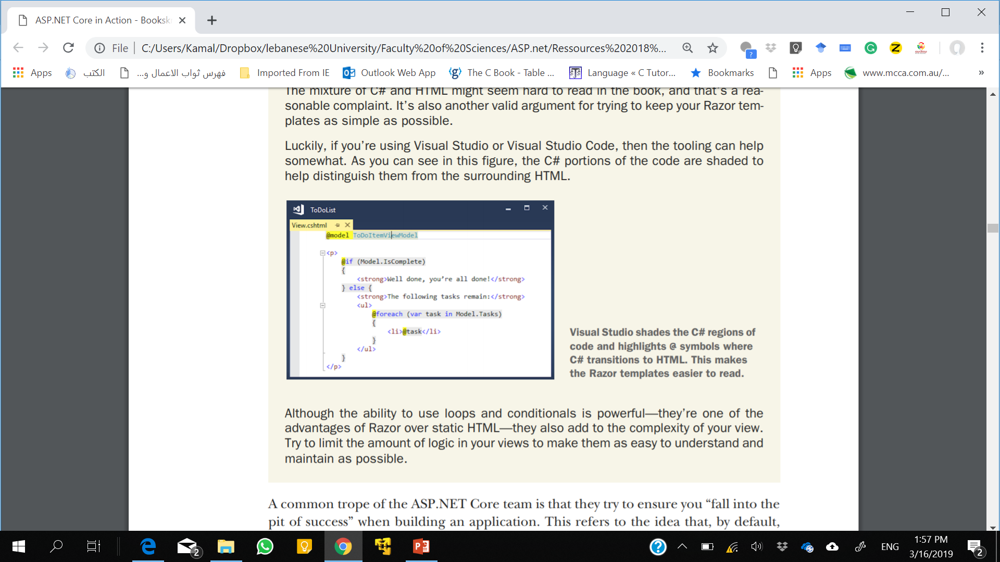 ASP.NET Core in Action - Booksk
File
C:/Users/Kamal/Dropbox/lebanese%20University/Faculty%20of%20Sciences/ASP.net/Ressources%202018%...
Apps
الكتب
فهرس ثواب الاعمال و...
Imported From IE
Outlook Web App
The C Book - Table ...
Language « C Tutor...
Bookmarks
Apps
www.mcca.com.au/...
»
The mixture of C# and HTML might seem hard to read in the book, and that's a rea-
sonable complaint. It's also another valid argument for trying to keep your Razor tem-
plates as simple as possible.
Luckily, if you're using Visual Studio or Visual Studio Code, then the tooling can help
somewhat. As you can see in this figure, the C# portions of the code are shaded to
help distinguish them from the surrounding HTML.
ToDoList
View.cshtml
@model ToDoItemViewModel
<p>
@if (Model.IsComplete)
{
<strong>Well done, you're all done!</strong>
} else {
<strong>The following tasks remain:</strong>
<ul>
@foreach (var task in Model.Tasks)
{
<li>@task</li>
}
</ul>
}
</p>
Visual Studio shades the C# regions of
code and highlights @ symbols where
C# transitions to HTML. This makes
the Razor templates easier to read.
Although the ability to use loops and conditionals is powerful—they're one of the
advantages of Razor over static HTML—they also add to the complexity of your view.
Try to limit the amount of logic in your views to make them as easy to understand and
maintain as possible.
A common trope of the ASP.NET Core team is that they try to ensure you “fall into the
pit of success” when building an application. This refers to the idea that, by default,
2
ENG
1:57 PM
3/16/2019
2